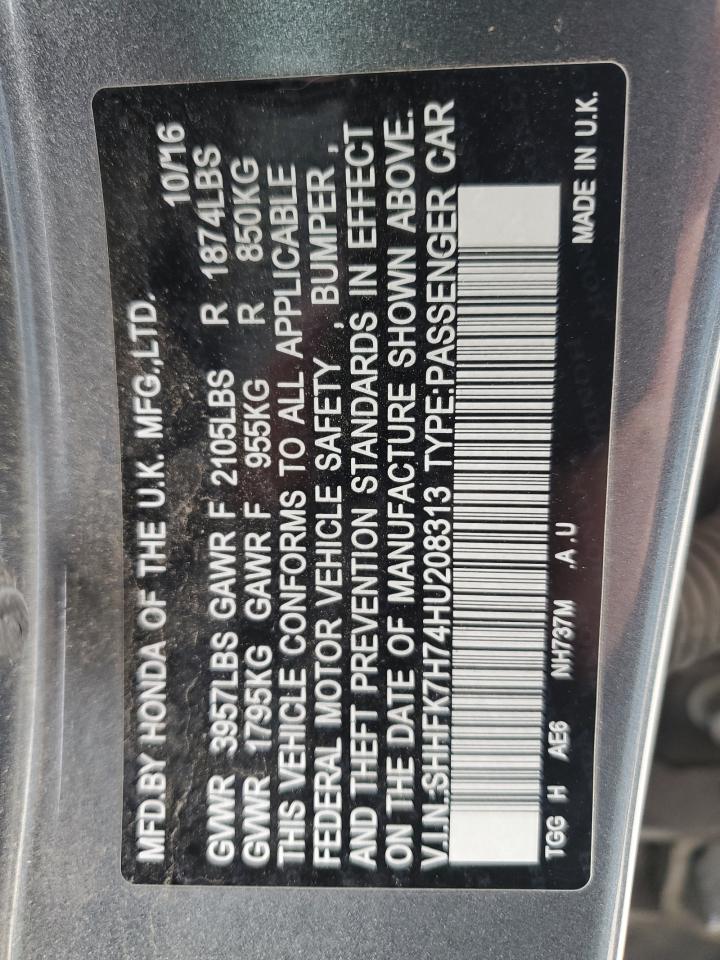 MFD.BY HONDA OF THE U.K. MFG.,LTD. 10/16
GVWR 3957LBS GAWR F 2105LBS R 1874LBS
GVWR 1795KG GAWR F 955KG R 850KG
THIS VEHICLE CONFORMS TO ALL APPLICABLE
FEDERAL MOTOR VEHICLE SAFETY , BUMPER ,
AND THEFT PREVENTION STANDARDS IN EFFECT
ON THE DATE OF MANUFACTURE SHOWN ABOVE.
V.I.N.:SHHFK7H74HU208313 TYPE:PASSENGER CAR
TGG H AE6 NH737M .A .U MADE IN U.K.